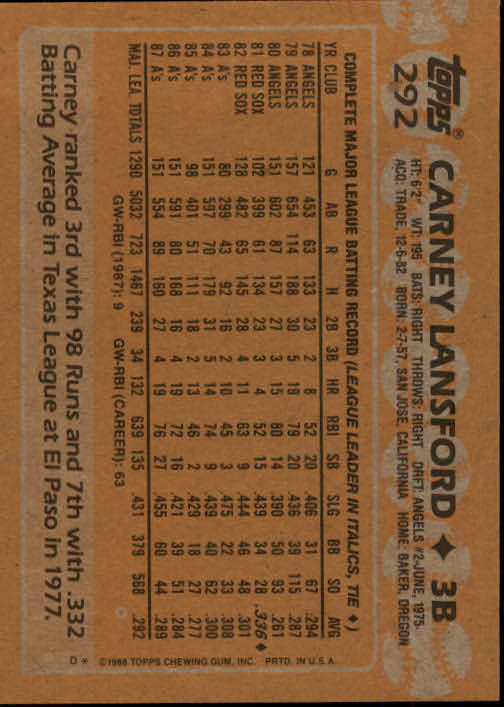 topps®
292
CARNEY LANSFORD ♦ 3B
HT: 6'2" WT: 195 BATS: RIGHT THROWS: RIGHT DRFT: ANGELS #2-JUNE, 1975
ACQ: TRADE, 12-6-82 BORN: 2-7-57, SAN JOSE, CALIFORNIA HOME: BAKER, OREGON
COMPLETE MAJOR LEAGUE BATTING RECORD (LEAGUE LEADER IN ITALICS, TIE ♦)
YR CLUB G AB R H 2B 3B HR RBI SB SLG BB SO AVG
78 ANGELS 121 453 63 133 23 2 8 52 20 .406 31 67 .294
79 ANGELS 157 654 114 188 30 5 19 79 20 .436 39 115 .287
80 ANGELS 151 602 87 157 27 3 15 80 14 .390 50 93 .261
81 RED SOX 102 399 61 134 23 3 4 52 15 .439 34 28 .336♦
82 RED SOX 128 482 65 145 28 4 11 63 9 .444 46 48 .301
83 A's 80 299 43 92 16 2 10 45 3 .475 22 33 .308
84 A's 151 597 70 179 31 5 14 74 9 .439 40 62 .300
85 A's 98 401 51 111 18 2 13 46 2 .429 18 27 .277
86 A's 151 591 80 168 16 4 19 72 16 .421 39 51 .284
87 A's 151 554 89 160 27 4 19 76 27 .455 60 44 .289
MAJ. LEA. TOTALS 1290 5032 723 1467 239 34 132 639 135 .431 379 568 .292
GW-RBI (1987): 9 GW-RBI (CAREER): 63
Carney ranked 3rd with 98 Runs and 7th with .332
Batting Average in Texas League at El Paso in 1977.
©1988 TOPPS CHEWING GUM, INC. PRTD. IN U.S.A.
D*